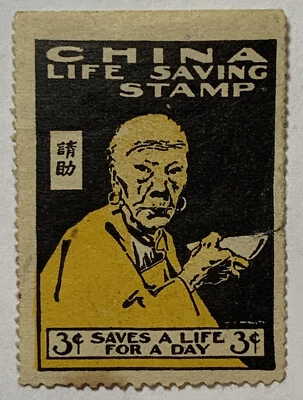 CHINA
LIFE SAVING
STAMP
請助
3¢ SAVES A LIFE 3¢
FOR A DAY